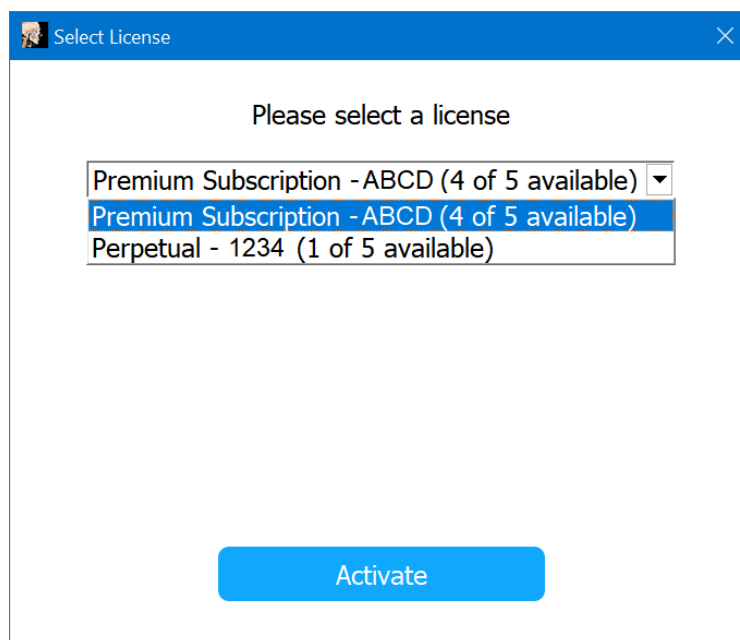 Select License
Please select a license
Premium Subscription - ABCD (4 of 5 available)
Premium Subscription - ABCD (4 of 5 available)
Perpetual - 1234 (1 of 5 available)
Activate